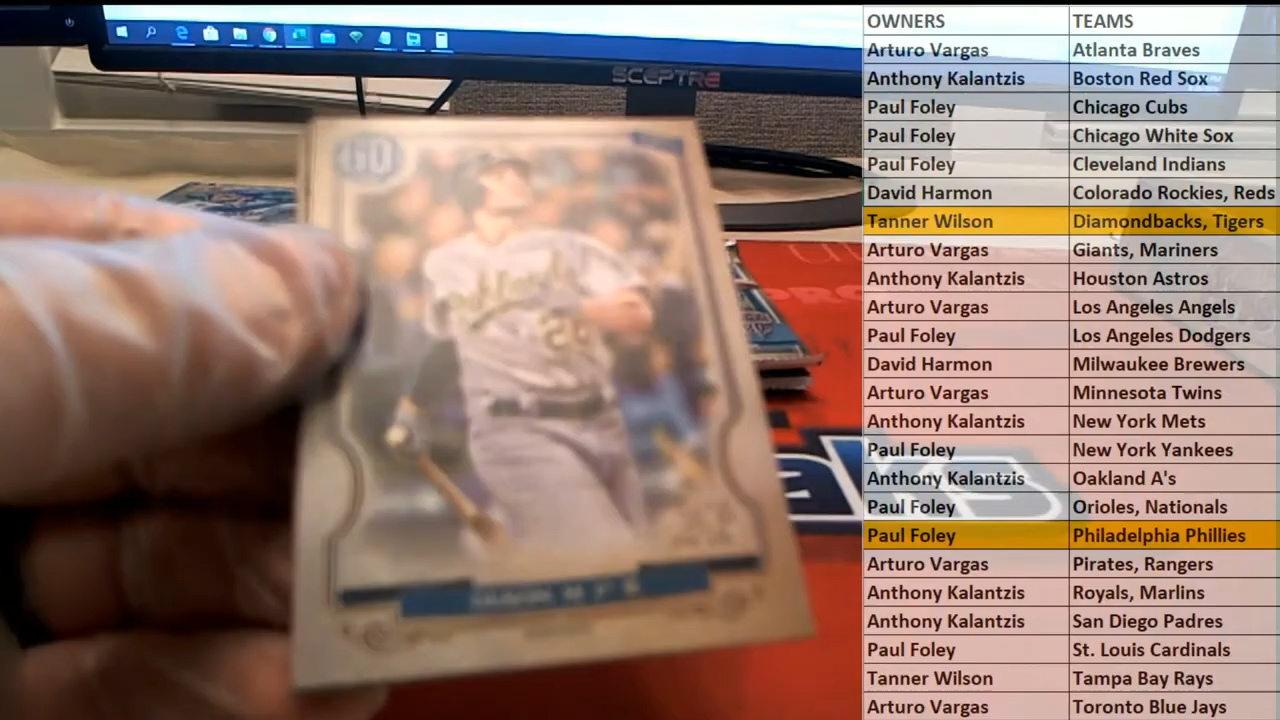 SCEPTRE
GQ
Oakland
26
OWNERS TEAMS
Arturo Vargas Atlanta Braves
Anthony Kalantzis Boston Red Sox
Paul Foley Chicago Cubs
Paul Foley Chicago White Sox
Paul Foley Cleveland Indians
David Harmon Colorado Rockies, Reds
Tanner Wilson Diamondbacks, Tigers
Arturo Vargas Giants, Mariners
Anthony Kalantzis Houston Astros
Arturo Vargas Los Angeles Angels
Paul Foley Los Angeles Dodgers
David Harmon Milwaukee Brewers
Arturo Vargas Minnesota Twins
Anthony Kalantzis New York Mets
Paul Foley New York Yankees
Anthony Kalantzis Oakland A's
Paul Foley Orioles, Nationals
Paul Foley Philadelphia Phillies
Arturo Vargas Pirates, Rangers
Anthony Kalantzis Royals, Marlins
Anthony Kalantzis San Diego Padres
Paul Foley St. Louis Cardinals
Tanner Wilson Tampa Bay Rays
Arturo Vargas Toronto Blue Jays